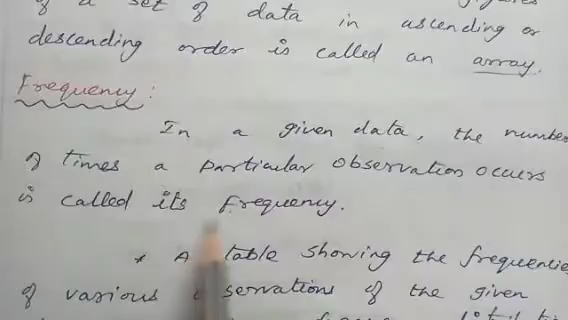 of a set of data in ascending or
descending order is called an array.
Frequency:
In a given data, the number
of times a particular observation occurs
is called its frequency.
* A table showing the frequencies
of various observations of the given